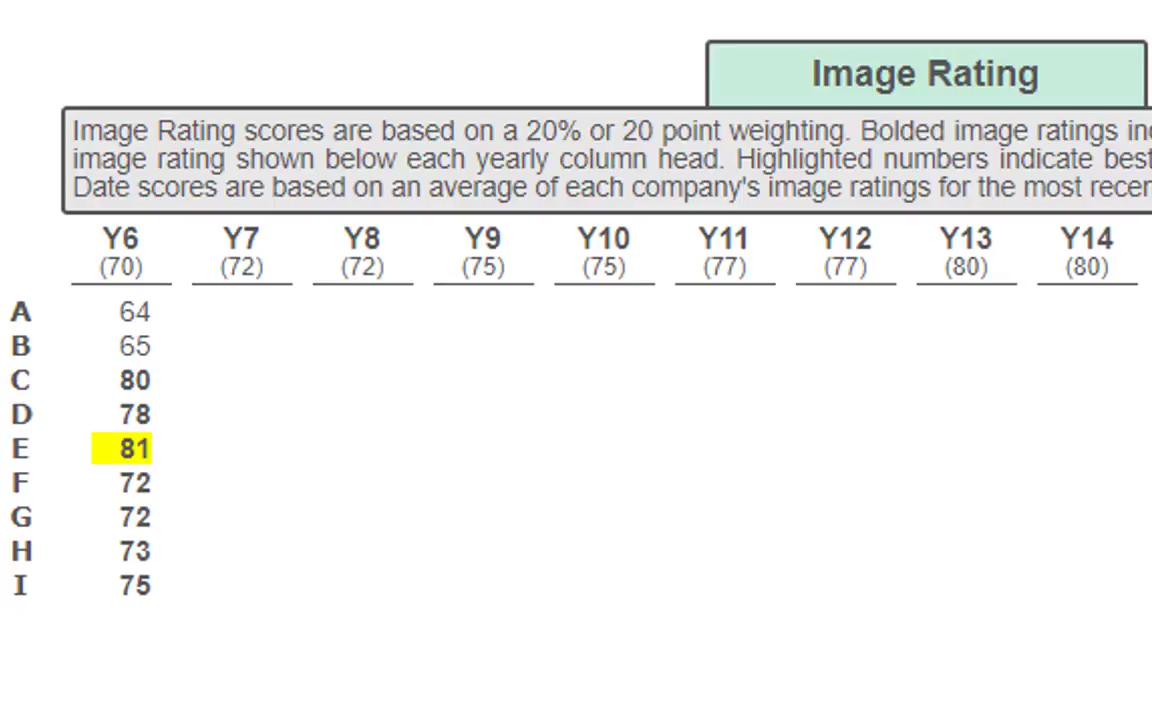 Image Rating
Image Rating scores are based on a 20% or 20 point weighting. Bolded image ratings
image rating shown below each yearly column head. Highlighted numbers indicate best
Date scores are based on an average of each company's image ratings for the most
Y6 Y7 Y8 Y9 Y10 Y11 Y12 Y13 Y14
(70) (72) (72) (75) (75) (77) (77) (80) (80)
A 64
B 65
C 80
D 78
E 81
F 72
G 72
H 73
I 75